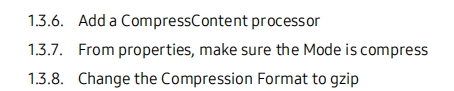 1.3.6. Add a CompressContent processor
1.3.7. From properties, make sure the Mode is compress
1.3.8. Change the Compression Format to gzip